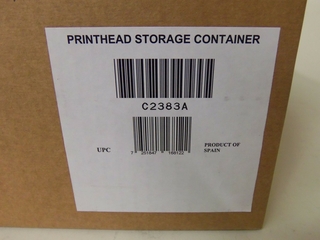 PRINTHEAD STORAGE CONTAINER
C2383A
UPC
PRODUCT OF
SPAIN